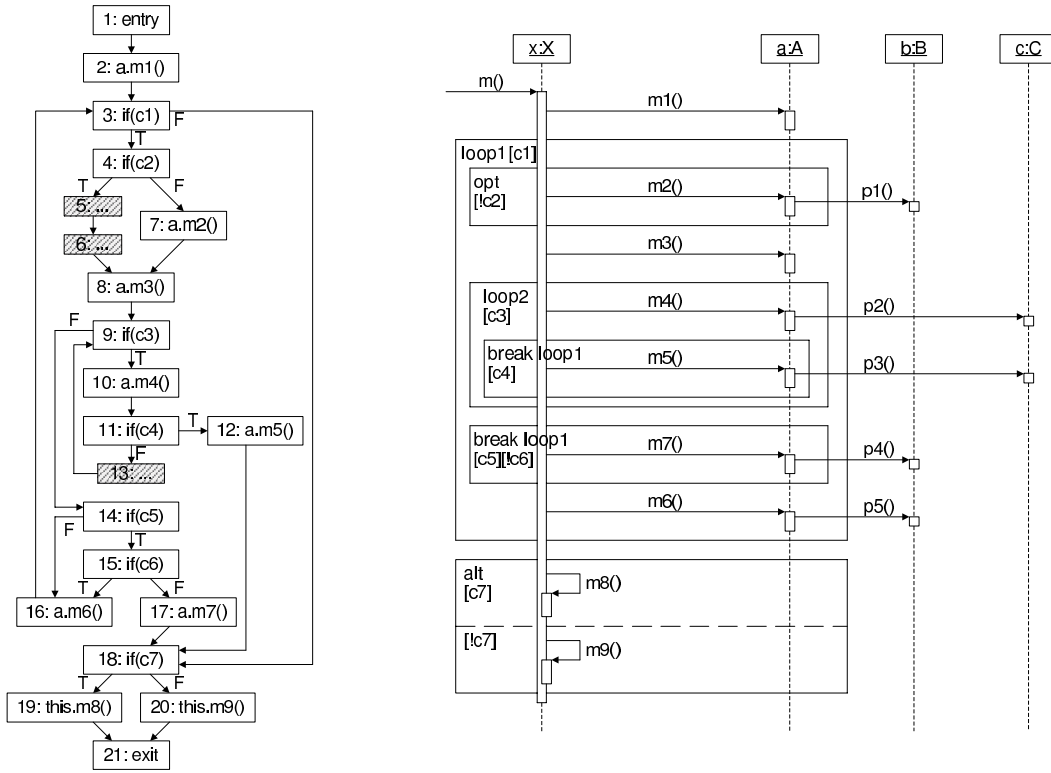 1: entry
2: a.m1()
3: if(c1)
F
T
4: if(c2)
T
F
5: ...
7: a.m2()
6: ...
8: a.m3()
F
9: if(c3)
T
10: a.m4()
11: if(c4)
T
12: a.m5()
F
13: ...
14: if(c5)
F
T
15: if(c6)
T
F
16: a.m6()
17: a.m7()
18: if(c7)
T
F
19: this.m8()
20: this.m9()
21: exit
x:X
a:A
b:B
c:C
m()
m1()
loop1 [c1]
opt
[!c2]
m2()
p1()
m3()
loop2
[c3]
m4()
p2()
break loop1
[c4]
m5()
p3()
break loop1
[c5][!c6]
m7()
p4()
m6()
p5()
alt
[c7]
m8()
[!c7]
m9()